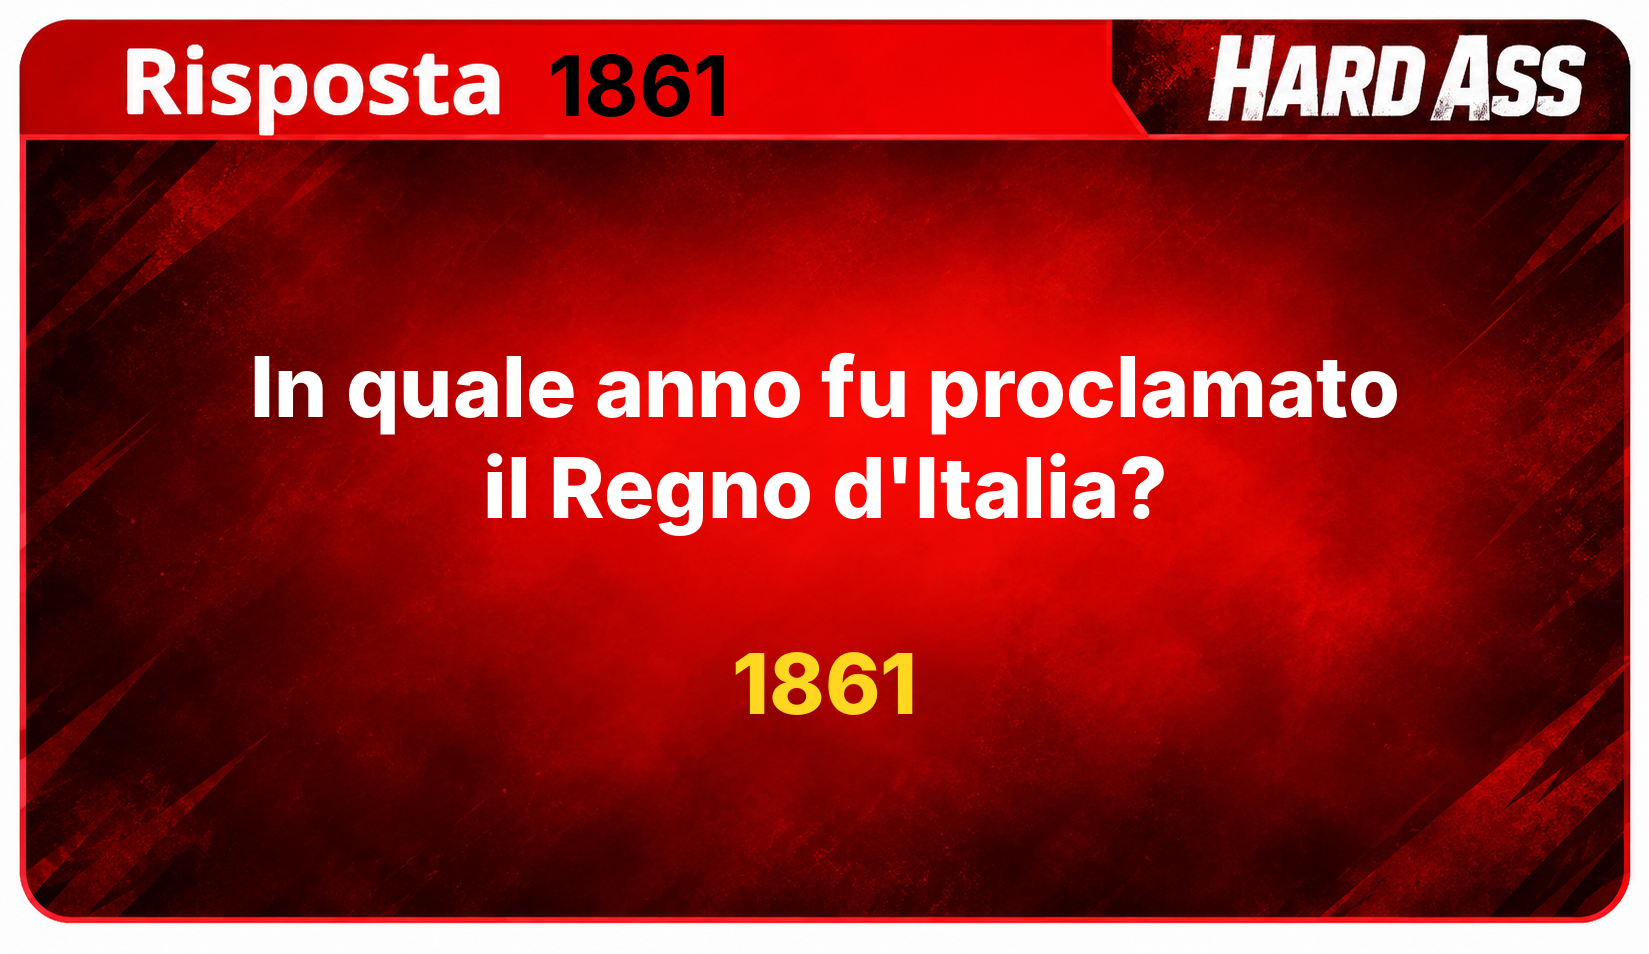 Risposta 1861
HARD ASS
In quale anno fu proclamato
il Regno d'Italia?
1861